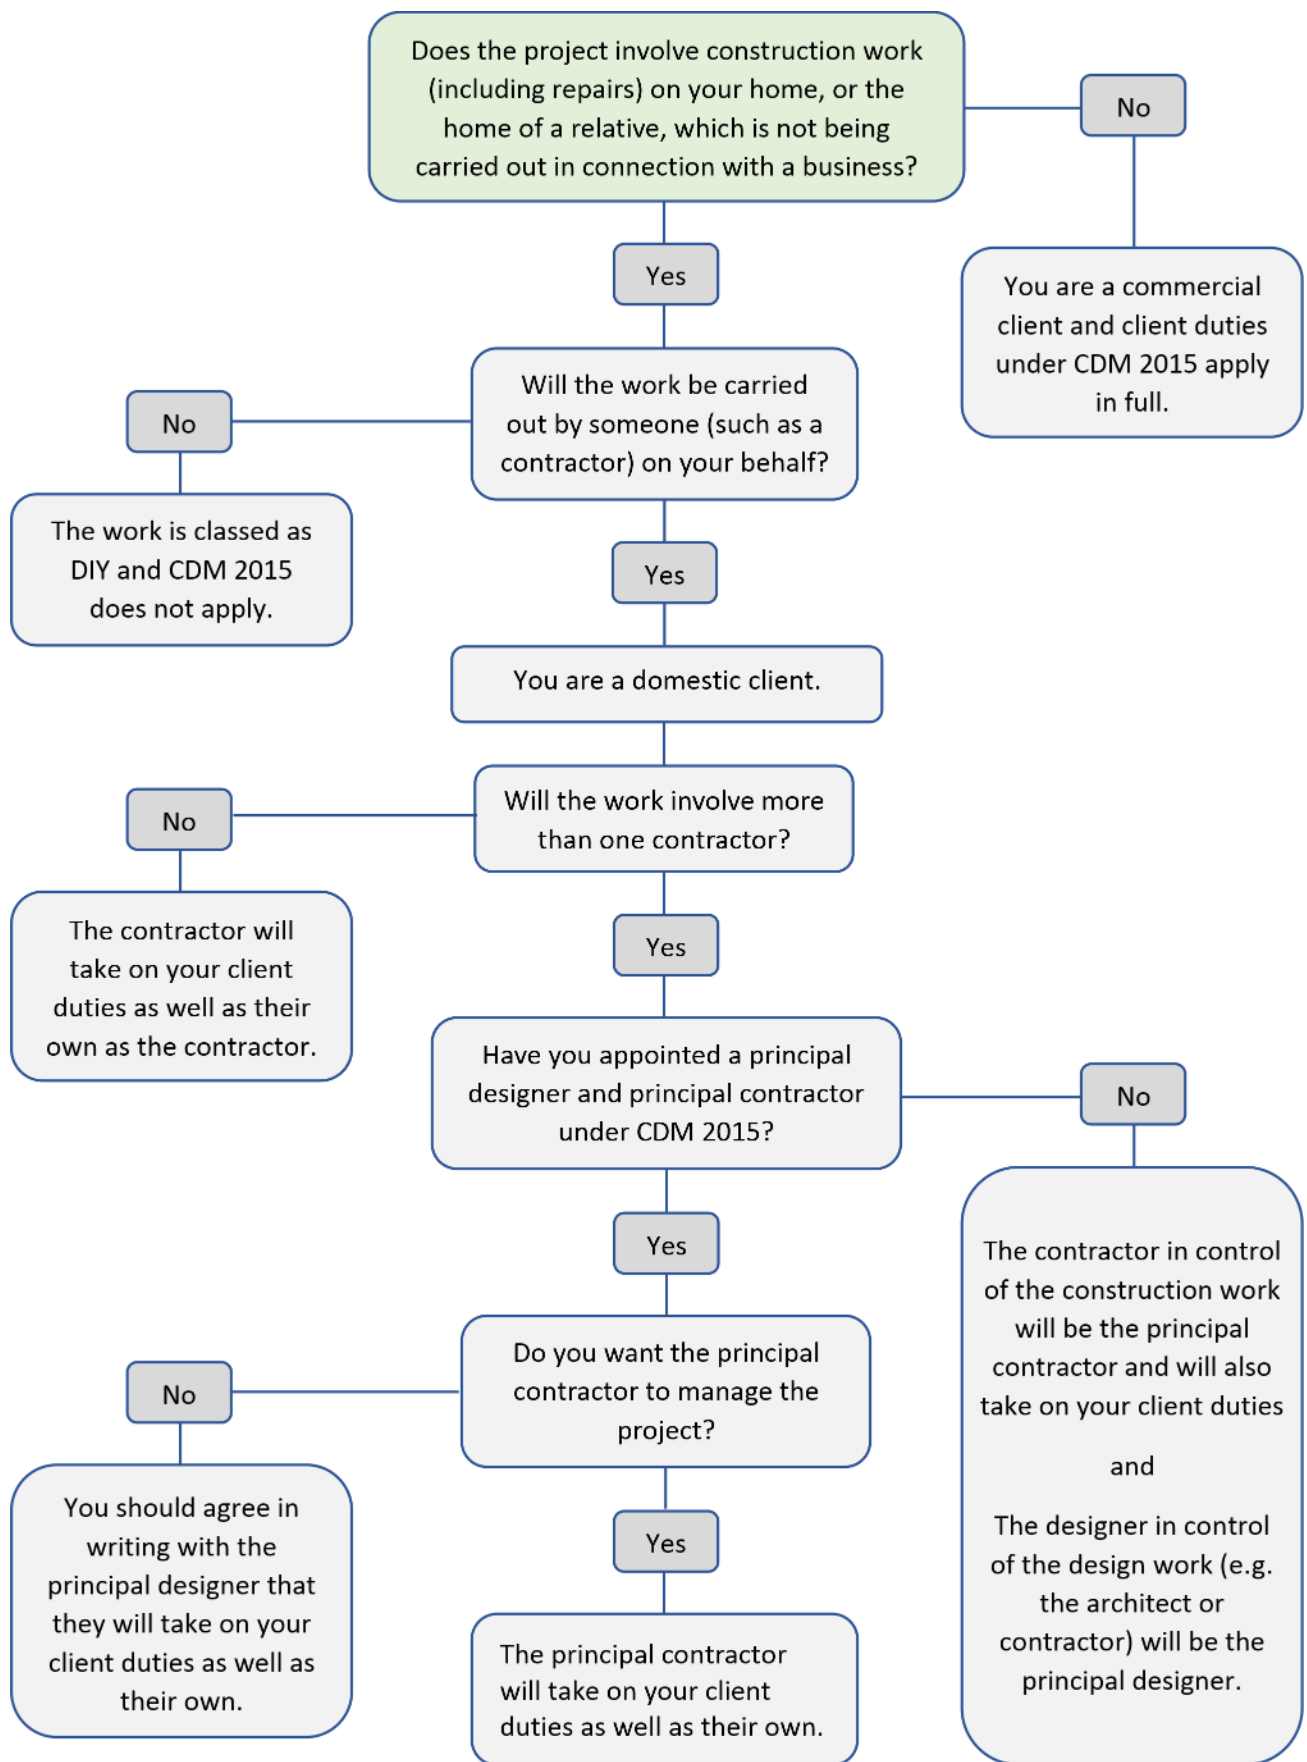 Does the project involve construction work
(including repairs) on your home, or the
home of a relative, which is not being
carried out in connection with a business?
No
You are a commercial
client and client duties
under CDM 2015 apply
in full.
Yes
Will the work be carried
out by someone (such as a
contractor) on your behalf?
No
The work is classed as
DIY and CDM 2015
does not apply.
Yes
You are a domestic client.
Will the work involve more
than one contractor?
No
The contractor will
take on your client
duties as well as their
own as the contractor.
Yes
Have you appointed a principal
designer and principal contractor
under CDM 2015?
No
The contractor in control
of the construction work
will be the principal
contractor and will also
take on your client duties
and
The designer in control
of the design work (e.g.
the architect or
contractor) will be the
principal designer.
Yes
Do you want the principal
contractor to manage the
project?
No
You should agree in
writing with the
principal designer that
they will take on your
client duties as well as
their own.
Yes
The principal contractor
will take on your client
duties as well as their own.